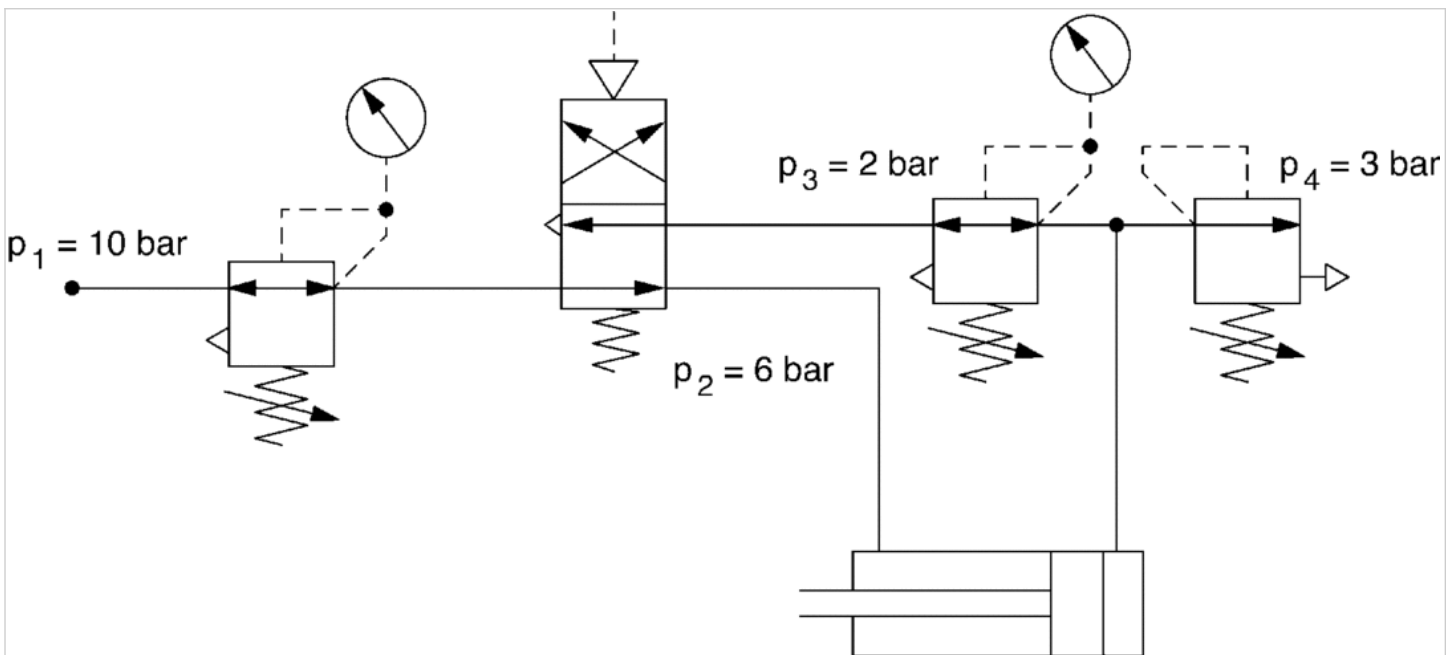 p1 = 10 bar
p2 = 6 bar
p3 = 2 bar
p4 = 3 bar